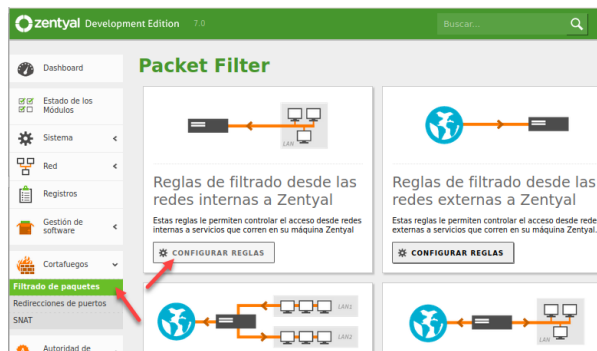 zentyal Development Edition 7.0
Buscar...
Dashboard
Estado de los
Módulos
Sistema
Red
Registros
Gestión de
software
Cortafuegos
Filtrado de paquetes
Redirecciones de puertos
SNAT
Autoridad de
Packet Filter
LAN
Reglas de filtrado desde las
redes internas a Zentyal
Estas reglas le permiten controlar el acceso desde redes
internas a servicios que corren en su máquina Zentyal
CONFIGURAR REGLAS
Reglas de filtrado desde las
redes externas a Zentyal
Estas reglas le permiten controlar el acceso desde rede
externas a servicios que corren en su máquina Zentyal.
CONFIGURAR REGLAS
LAN1
LAN2
LAN